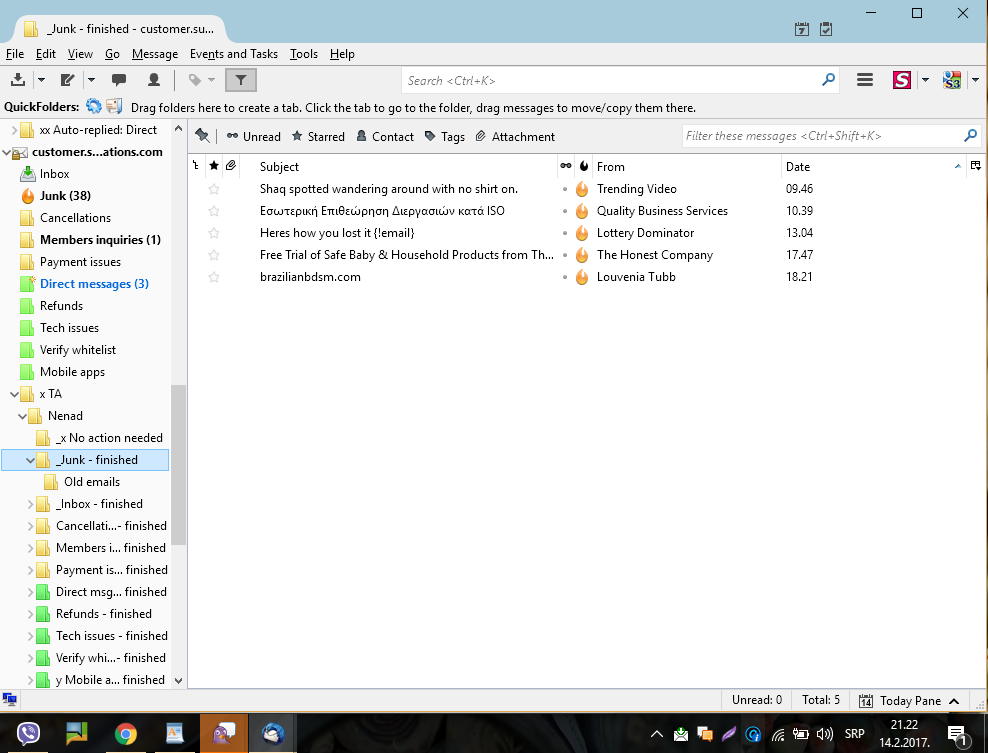 _Junk - finished - customer.su...
File Edit View Go Message Events and Tasks Tools Help
Search <Ctrl+K>
QuickFolders: Drag folders here to create a tab. Click the tab to go to the folder, drag messages to move/copy them there.
xx Auto-replied: Direct
customer.s...ations.com
Inbox
Junk (38)
Cancellations
Members inquiries (1)
Payment issues
Direct messages (3)
Refunds
Tech issues
Verify whitelist
Mobile apps
x TA
Nenad
_x No action needed
_Junk - finished
Old emails
_Inbox - finished
Cancellati...- finished
Members i... finished
Payment is... finished
Direct msg... finished
Refunds - finished
Tech issues - finished
Verify whi...- finished
y Mobile a... finished
Unread Starred Contact Tags Attachment
Filter these messages <Ctrl+Shift+K>
Subject From Date
Shaq spotted wandering around with no shirt on. Trending Video 09.46
Εσωτερική Επιθεώρηση Διεργασιών κατά ISO Quality Business Services 10.39
Heres how you lost it {!email} Lottery Dominator 13.04
Free Trial of Safe Baby & Household Products from Th... The Honest Company 17.47
brazilianbdsm.com Louvenia Tubb 18.21
Unread: 0 Total: 5 14 Today Pane
SRP
21.22
14.2.2017.
1